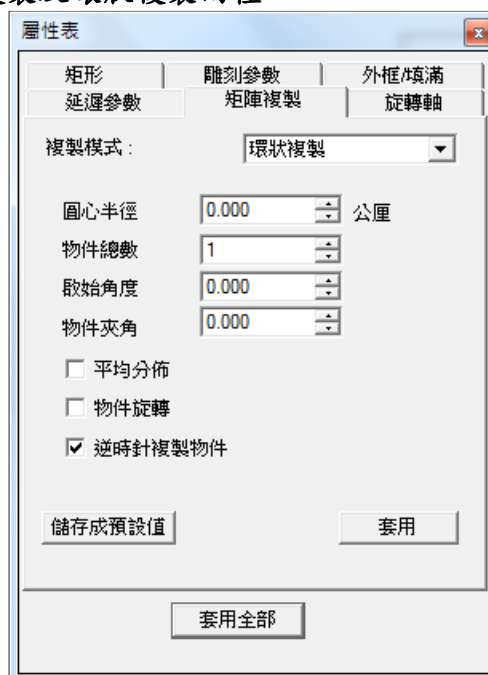 屬性表
矩形
雕刻參數
外框/填滿
延遲參數
矩陣複製
旋轉軸
複製模式：
環狀複製
圓心半徑 0.000 公厘
物件總數 1
啟始角度 0.000
物件夾角 0.000
平均分佈
物件旋轉
逆時針複製物件
儲存成預設值
套用
套用全部